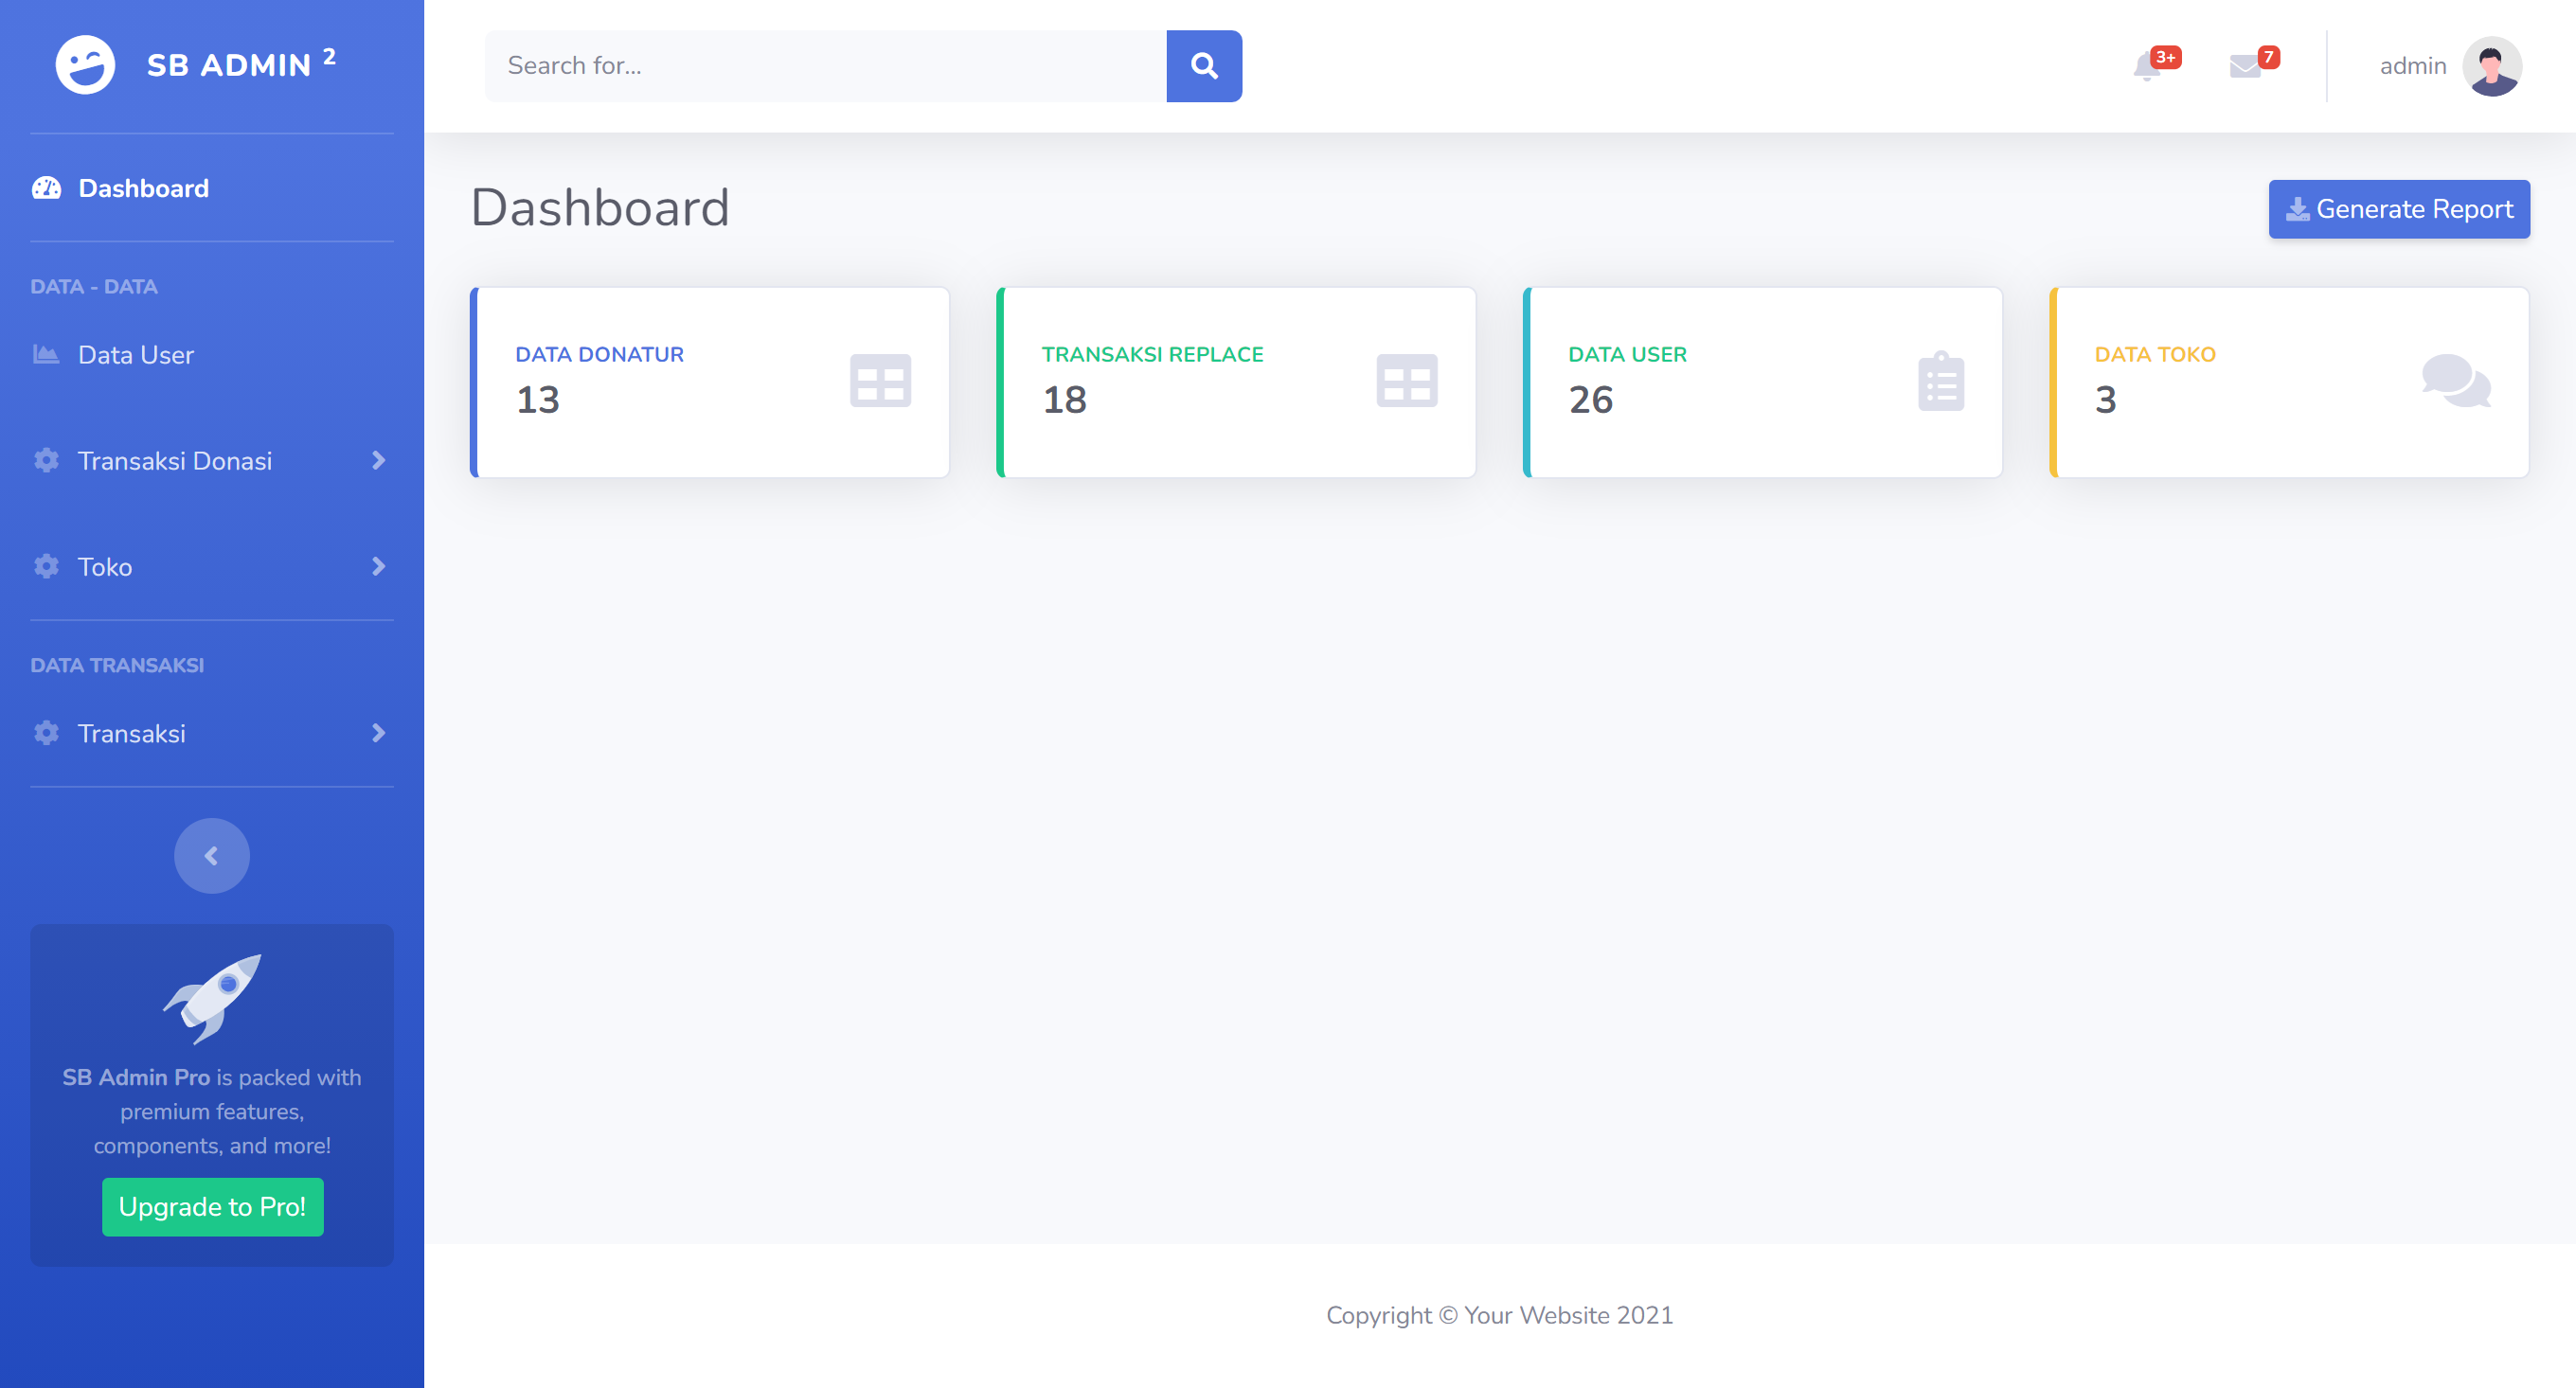 SB ADMIN 2
Dashboard
DATA - DATA
Data User
Transaksi Donasi
Toko
DATA TRANSAKSI
Transaksi
SB Admin Pro is packed with
premium features,
components, and more!
Upgrade to Pro!
Search for...
3+
7
admin
Dashboard
Generate Report
DATA DONATUR
13
TRANSAKSI REPLACE
18
DATA USER
26
DATA TOKO
3
Copyright © Your Website 2021